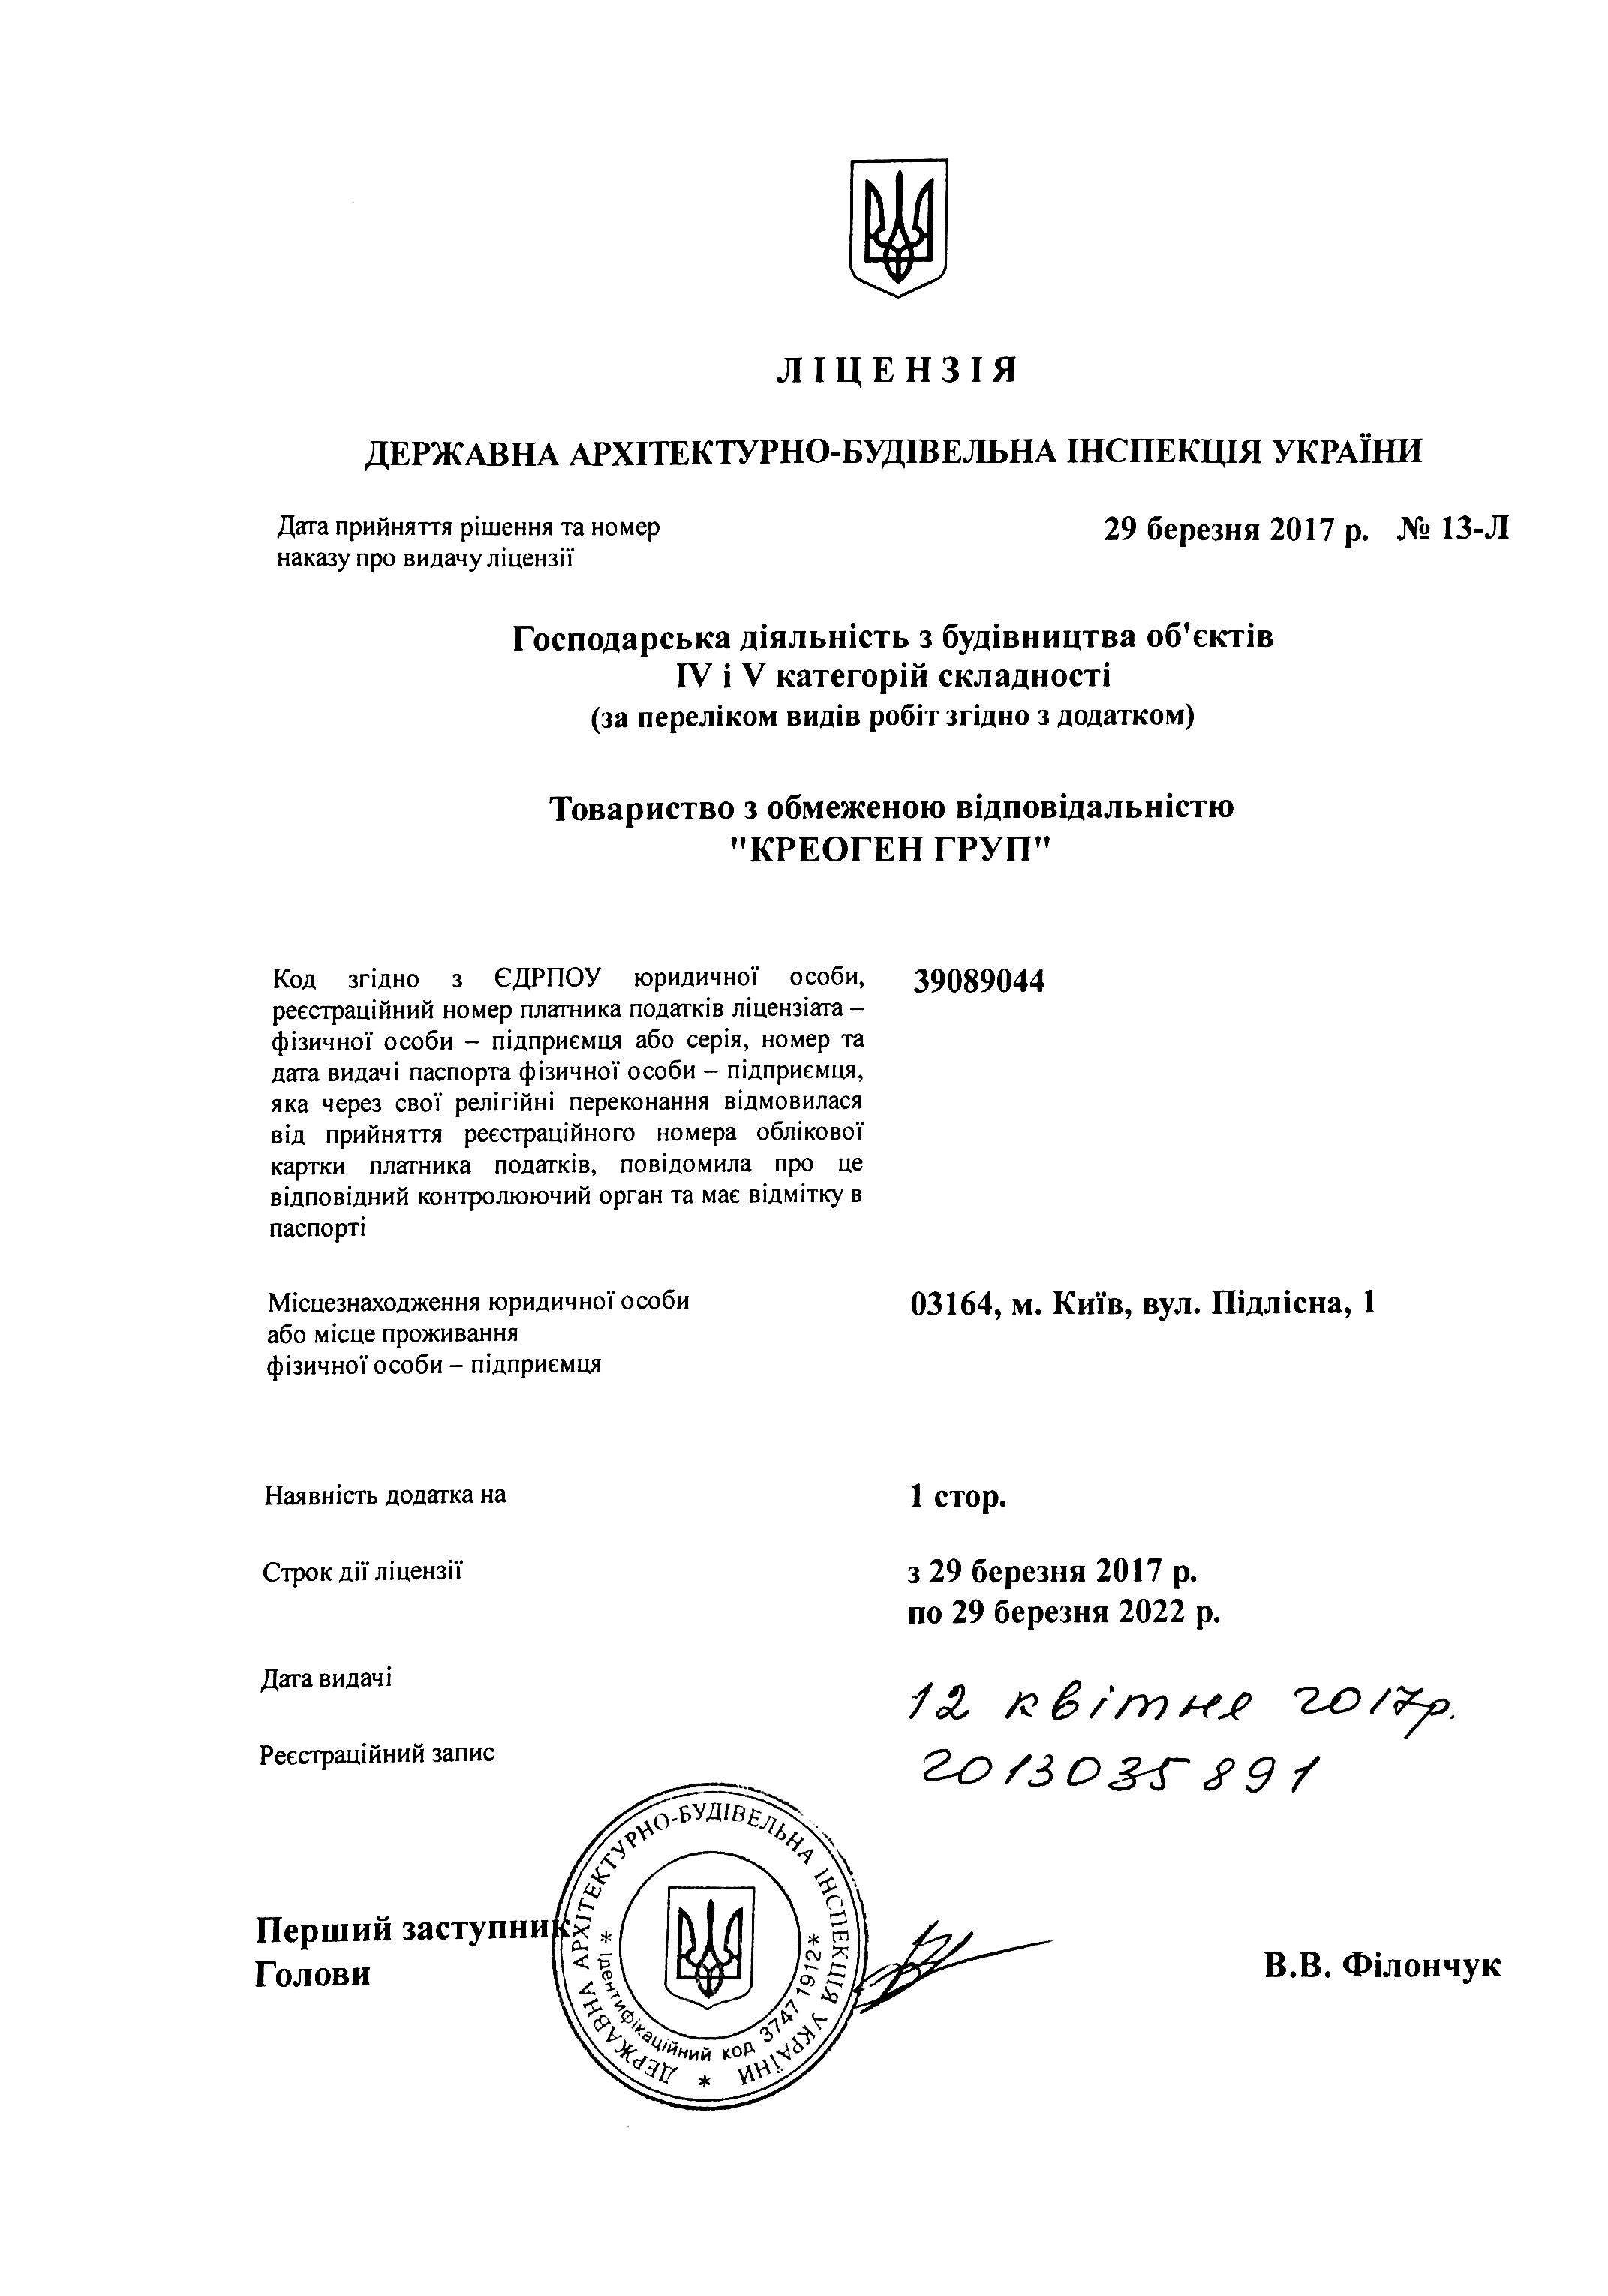 ЛІЦЕНЗІЯ
ДЕРЖАВНА АРХІТЕКТУРНО-БУДІВЕЛЬНА ІНСПЕКЦІЯ УКРАЇНИ
Дата прийняття рішення та номер
наказу про видачу ліцензії
29 березня 2017 р. № 13-Л
Господарська діяльність з будівництва об'єктів
IV і V категорій складності
(за переліком видів робіт згідно з додатком)
Товариство з обмеженою відповідальністю
"КРЕОГЕН ГРУП"
Код згідно з ЄДРПОУ юридичної особи,
реєстраційний номер платника податків ліцензіата –
фізичної особи – підприємця або серія, номер та
дата видачі паспорта фізичної особи – підприємця,
яка через свої релігійні переконання відмовилася
від прийняття реєстраційного номера облікової
картки платника податків, повідомила про це
відповідний контролюючий орган та має відмітку в
паспорті
39089044
Місцезнаходження юридичної особи
або місце проживання
фізичної особи – підприємця
03164, м. Київ, вул. Підлісна, 1
Наявність додатка на
1 стор.
Строк дії ліцензії
з 29 березня 2017 р.
по 29 березня 2022 р.
Дата видачі
12 квітня 2017р.
Реєстраційний запис
2013035891
Перший заступник
Голови
В.В. Філончук
ДЕРЖАВНА АРХІТЕКТУРНО-БУДІВЕЛЬНА ІНСПЕКЦІЯ УКРАЇНИ *
* Ідентифікаційний код 37471912 *